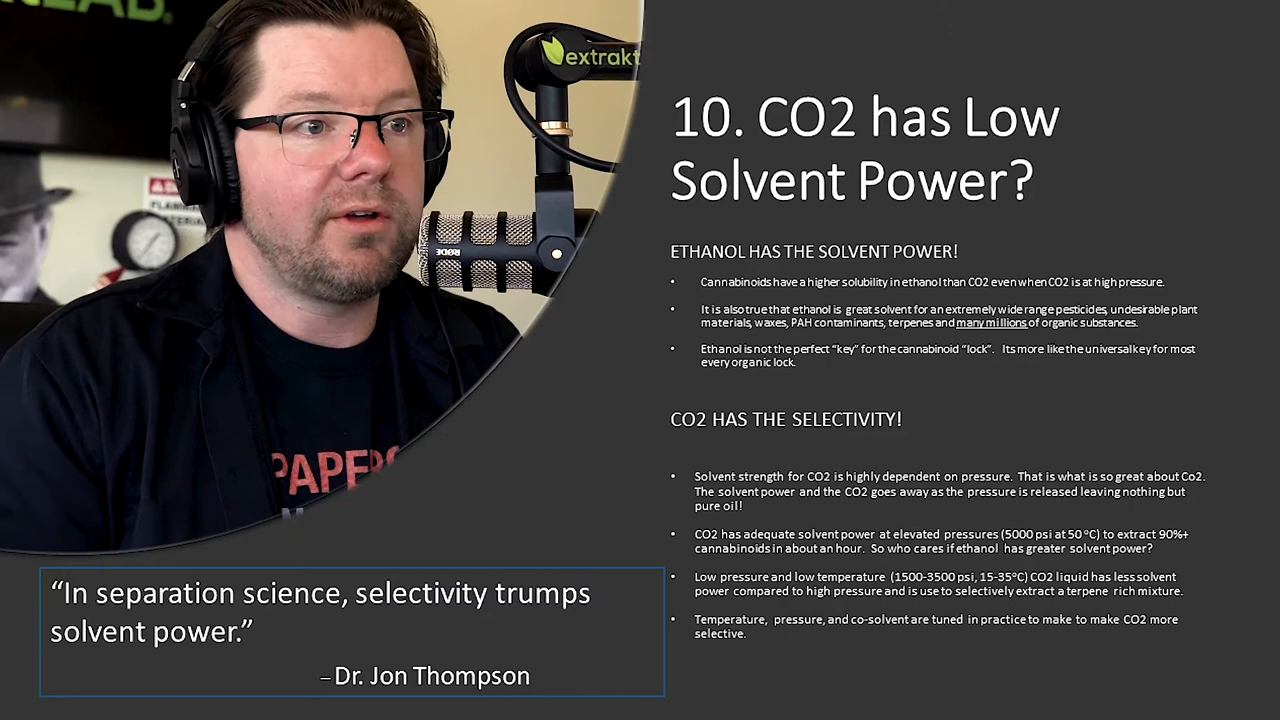 LAB.
extrakt
RØDE
PAPERS
10. CO2 has Low
Solvent Power?
ETHANOL HAS THE SOLVENT POWER!
• Cannabinoids have a higher solubility in ethanol than CO2 even when CO2 is at high pressure.
• It is also true that ethanol is great solvent for an extremely wide range pesticides, undesirable plant
materials, waxes, PAH contaminants, terpenes and many millions of organic substances.
• Ethanol is not the perfect “key” for the cannabinoid “lock”. Its more like the universal key for most
every organic lock.
CO2 HAS THE SELECTIVITY!
• Solvent strength for CO2 is highly dependent on pressure. That is what is so great about Co2.
The solvent power and the CO2 goes away as the pressure is released leaving nothing but
pure oil!
• CO2 has adequate solvent power at elevated pressures (5000 psi at 50 °C) to extract 90%+
cannabinoids in about an hour. So who cares if ethanol has greater solvent power?
• Low pressure and low temperature (1500-3500 psi, 15-35°C) CO2 liquid has less solvent
power compared to high pressure and is use to selectively extract a terpene rich mixture.
• Temperature, pressure, and co-solvent are tuned in practice to make to make CO2 more
selective.
“In separation science, selectivity trumps
solvent power.”
– Dr. Jon Thompson